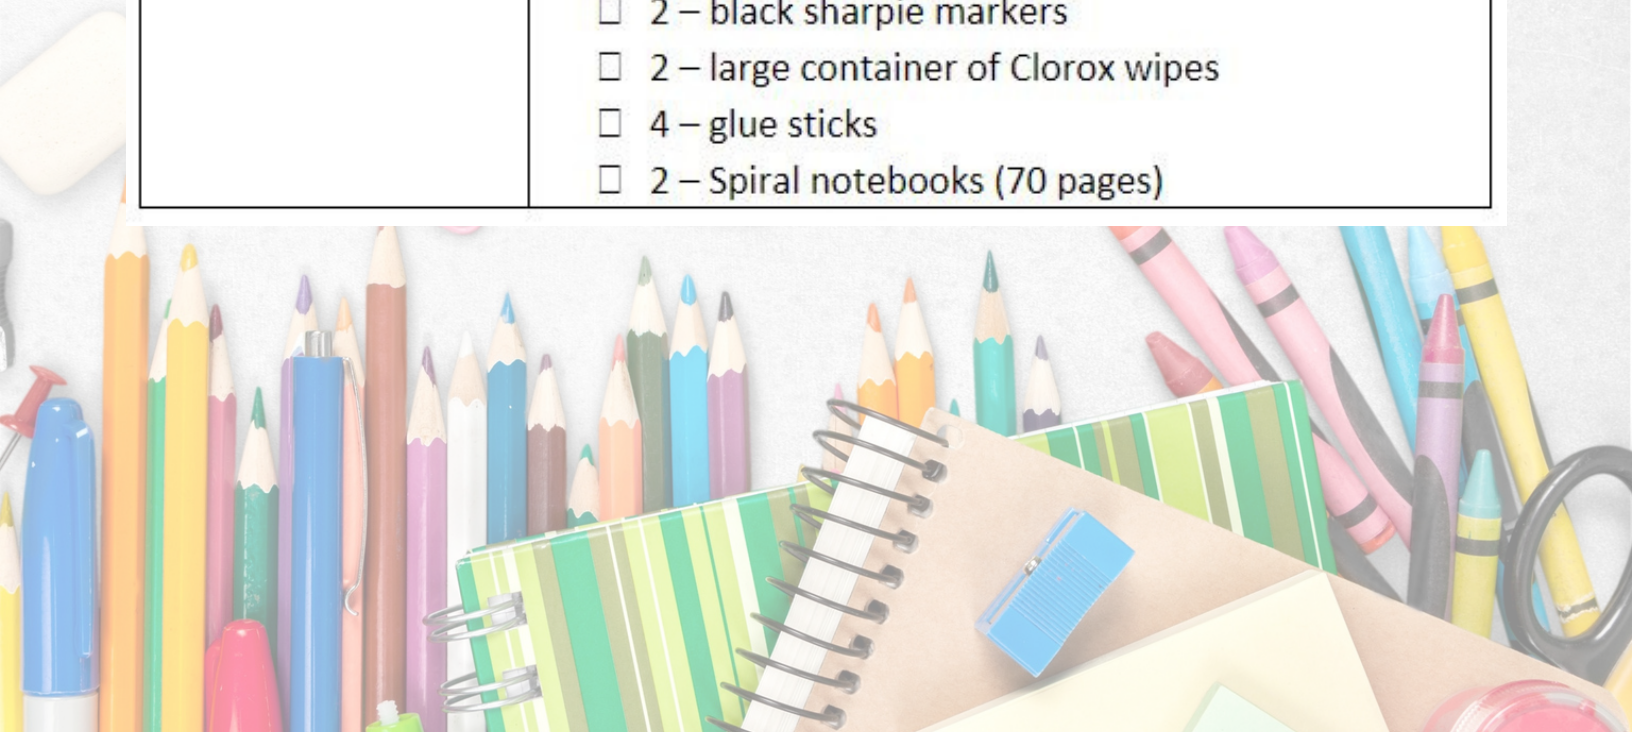 ☐ 2 – black sharpie markers
☐ 2 – large container of Clorox wipes
☐ 4 – glue sticks
☐ 2 – Spiral notebooks (70 pages)